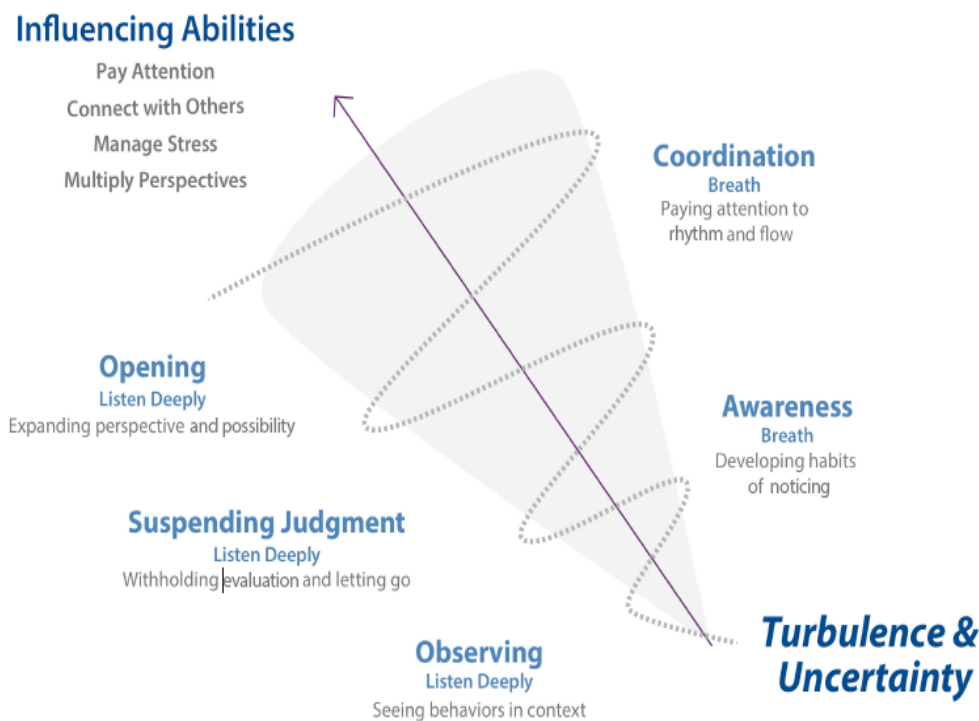 Influencing Abilities
Pay Attention
Connect with Others
Manage Stress
Multiply Perspectives
Coordination
Breath
Paying attention to
rhythm and flow
Opening
Listen Deeply
Expanding perspective and possibility
Awareness
Breath
Developing habits
of noticing
Suspending Judgment
Listen Deeply
Withholding evaluation and letting go
Observing
Listen Deeply
Seeing behaviors in context
Turbulence &
Uncertainty